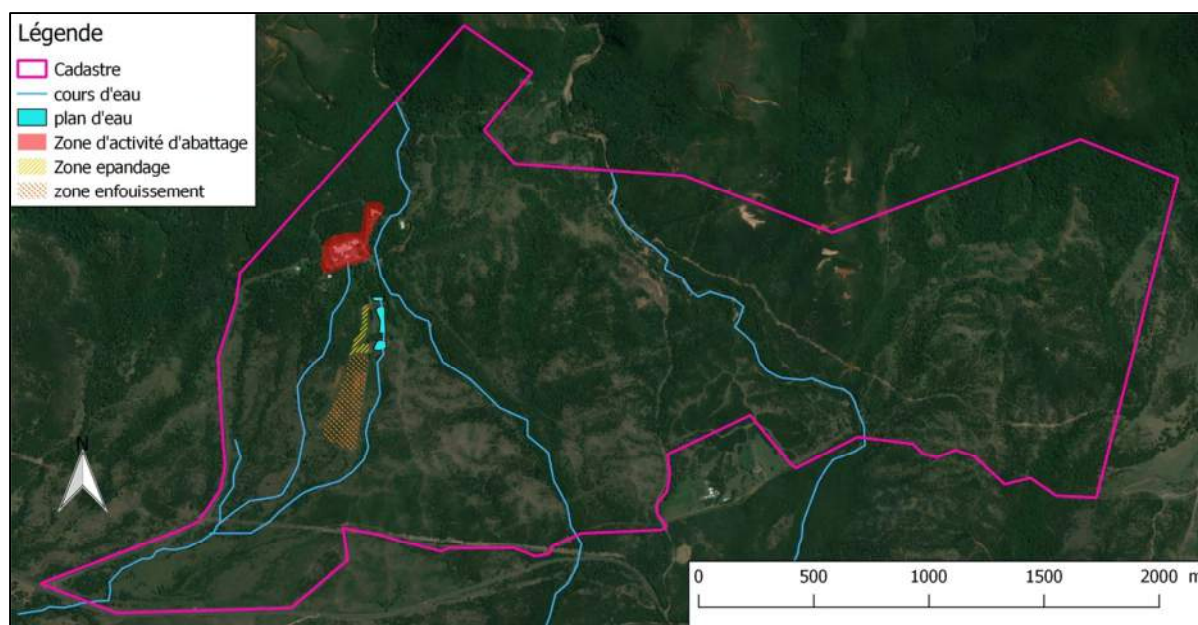 Légende
Cadastre
cours d'eau
plan d'eau
Zone d'activité d'abattage
Zone epandage
zone enfouissement
N
0 500 1000 1500 2000 m